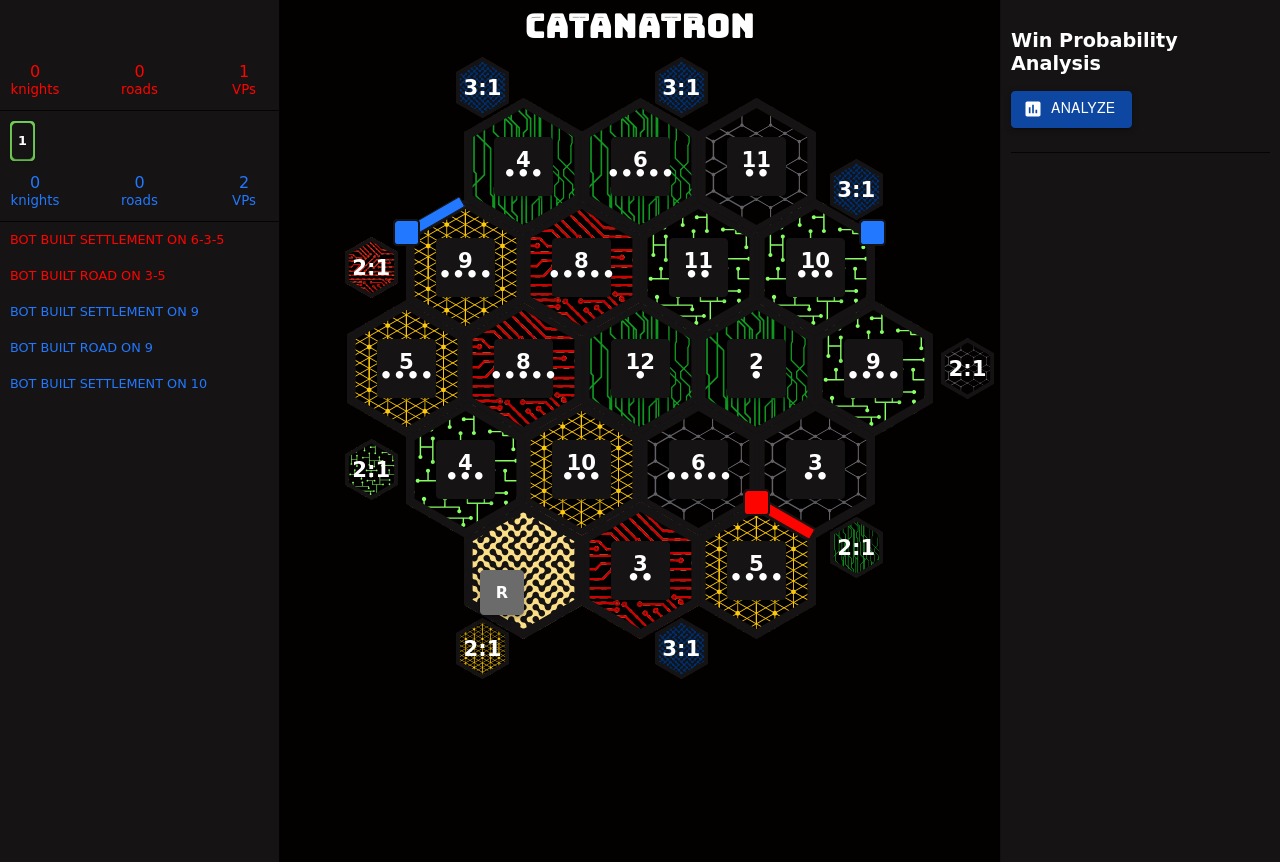 CATANATRON
0 0 1
knights roads VPs
1
0 0 2
knights roads VPs
BOT BUILT SETTLEMENT ON 6-3-5
BOT BUILT ROAD ON 3-5
BOT BUILT SETTLEMENT ON 9
BOT BUILT ROAD ON 9
BOT BUILT SETTLEMENT ON 10
3:1 3:1
4 6 11
3:1
2:1 9 8 11 10
5 8 12 2 9 2:1
2:1 4 10 6 3
3 5 2:1
R
2:1 3:1
Win Probability
Analysis
ANALYZE